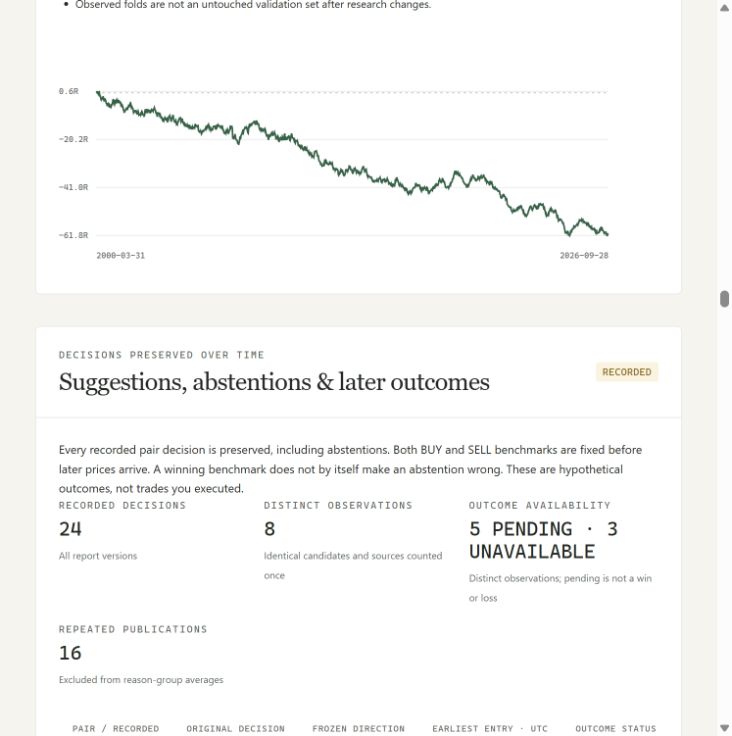 • Observed folds are not an untouched validation set after research changes.
0.6R
−20.2R
−41.0R
−61.8R
2000-03-31 2026-09-28
DECISIONS PRESERVED OVER TIME
Suggestions, abstentions & later outcomes
RECORDED
Every recorded pair decision is preserved, including abstentions. Both BUY and SELL benchmarks are fixed before
later prices arrive. A winning benchmark does not by itself make an abstention wrong. These are hypothetical
outcomes, not trades you executed.
RECORDED DECISIONS
24
All report versions
DISTINCT OBSERVATIONS
8
Identical candidates and sources counted
once
OUTCOME AVAILABILITY
5 PENDING · 3
UNAVAILABLE
Distinct observations; pending is not a win
or loss
REPEATED PUBLICATIONS
16
Excluded from reason-group averages
PAIR / RECORDED ORIGINAL DECISION FROZEN DIRECTION EARLIEST ENTRY · UTC OUTCOME STATUS